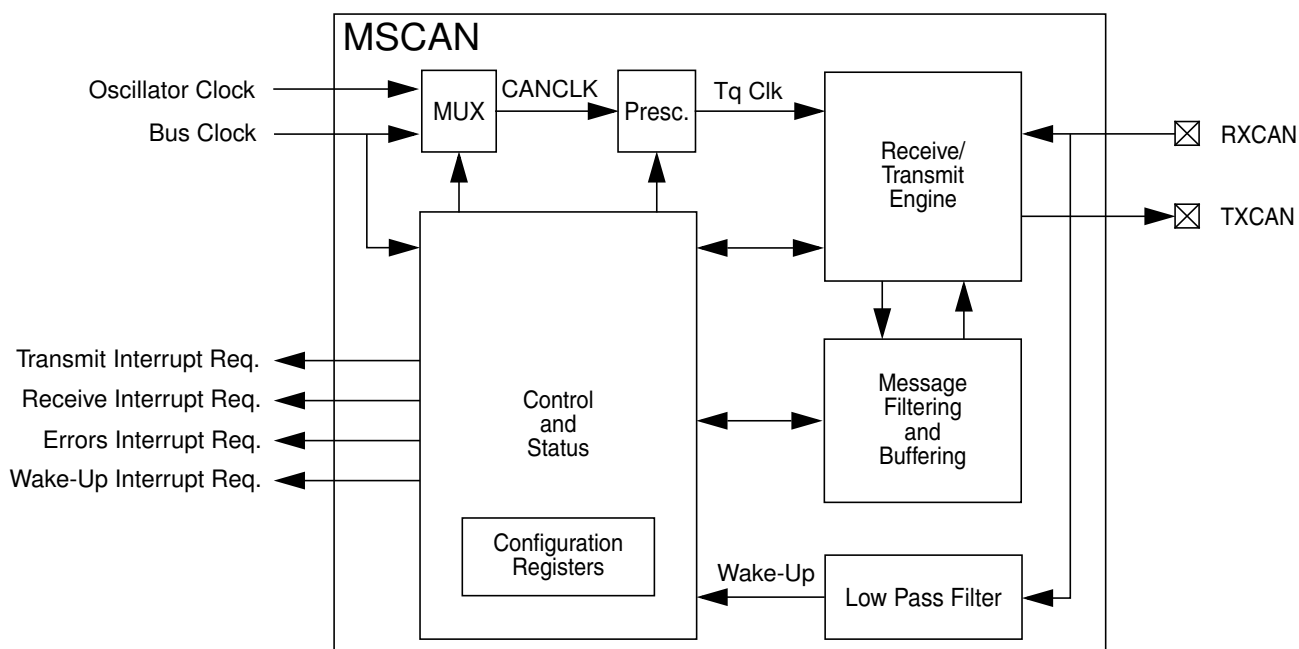 MSCAN
Oscillator Clock
Bus Clock
MUX
CANCLK
Presc.
Tq Clk
Receive/
Transmit
Engine
RXCAN
TXCAN
Transmit Interrupt Req.
Receive Interrupt Req.
Errors Interrupt Req.
Wake-Up Interrupt Req.
Control
and
Status
Message
Filtering
and
Buffering
Configuration
Registers
Wake-Up
Low Pass Filter